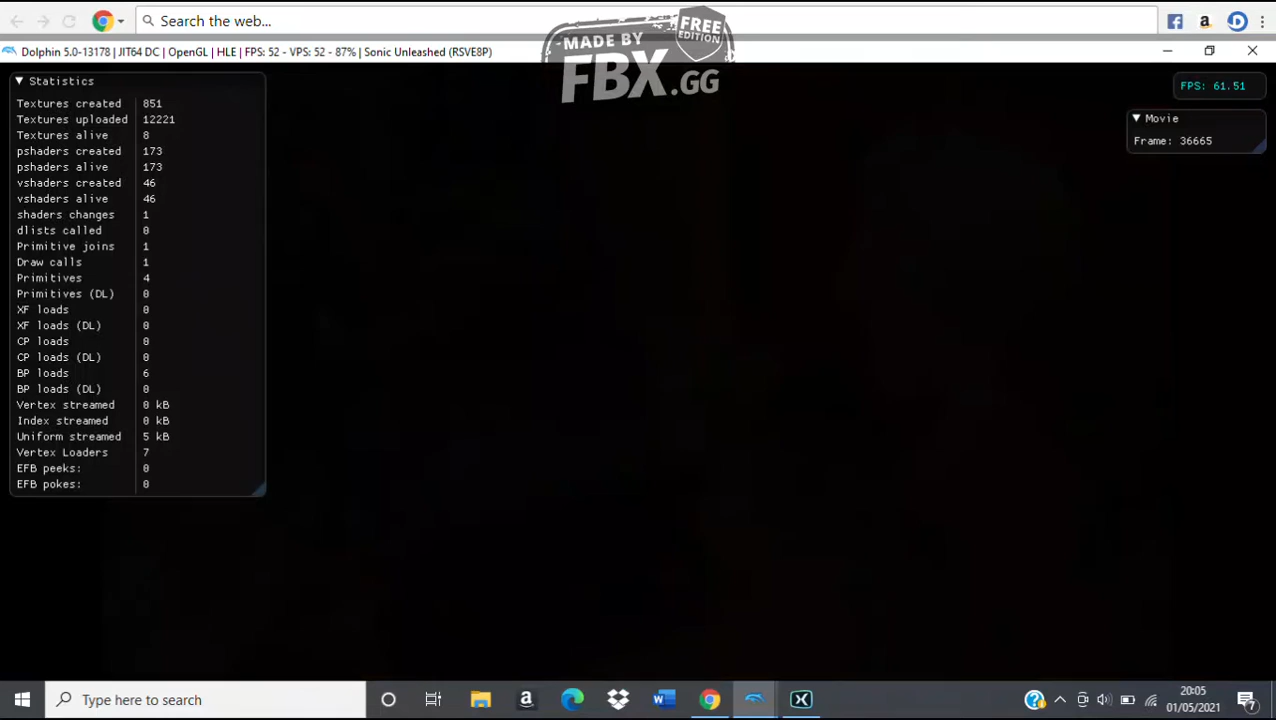 Search the web...
MADE BY
FREE
EDITION
FBX.GG
Dolphin 5.0-13178 | JIT64 DC | OpenGL | HLE | FPS: 52 - VPS: 52 - 87% | Sonic Unleashed (RSVE8P)
Statistics
Textures created 851
Textures uploaded 12221
Textures alive 8
pshaders created 173
pshaders alive 173
vshaders created 46
vshaders alive 46
shaders changes 1
dlists called 0
Primitive joins 1
Draw calls 1
Primitives 4
Primitives (DL) 0
XF loads 0
XF loads (DL) 0
CP loads 0
CP loads (DL) 0
BP loads 6
BP loads (DL) 0
Vertex streamed 0 kB
Index streamed 0 kB
Uniform streamed 5 kB
Vertex Loaders 7
EFB peeks: 0
EFB pokes: 0
FPS: 61.51
Movie
Frame: 36665
Type here to search
20:05
01/05/2021
7